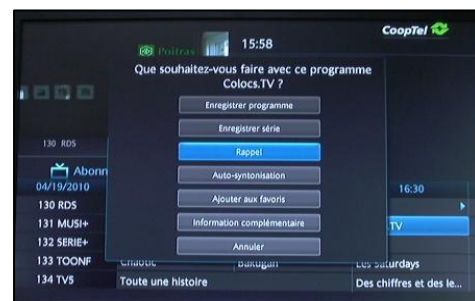 CoopTel
Poitras
15:58
Que souhaitez-vous faire avec ce programme
Colocs.TV ?
Enregistrer programme
Enregistrer série
Rappel
130 RDS
Auto-syntonisation
Abonn
04/19/2010
16:30
Ajouter aux favoris
130 RDS
131 MUSI+
Information complémentaire
TV
132 SERIE+
Annuler
133 TOONF
Chaotic
Bakugan
Les Saturdays
134 TV5
Toute une histoire
Des chiffres et des le...